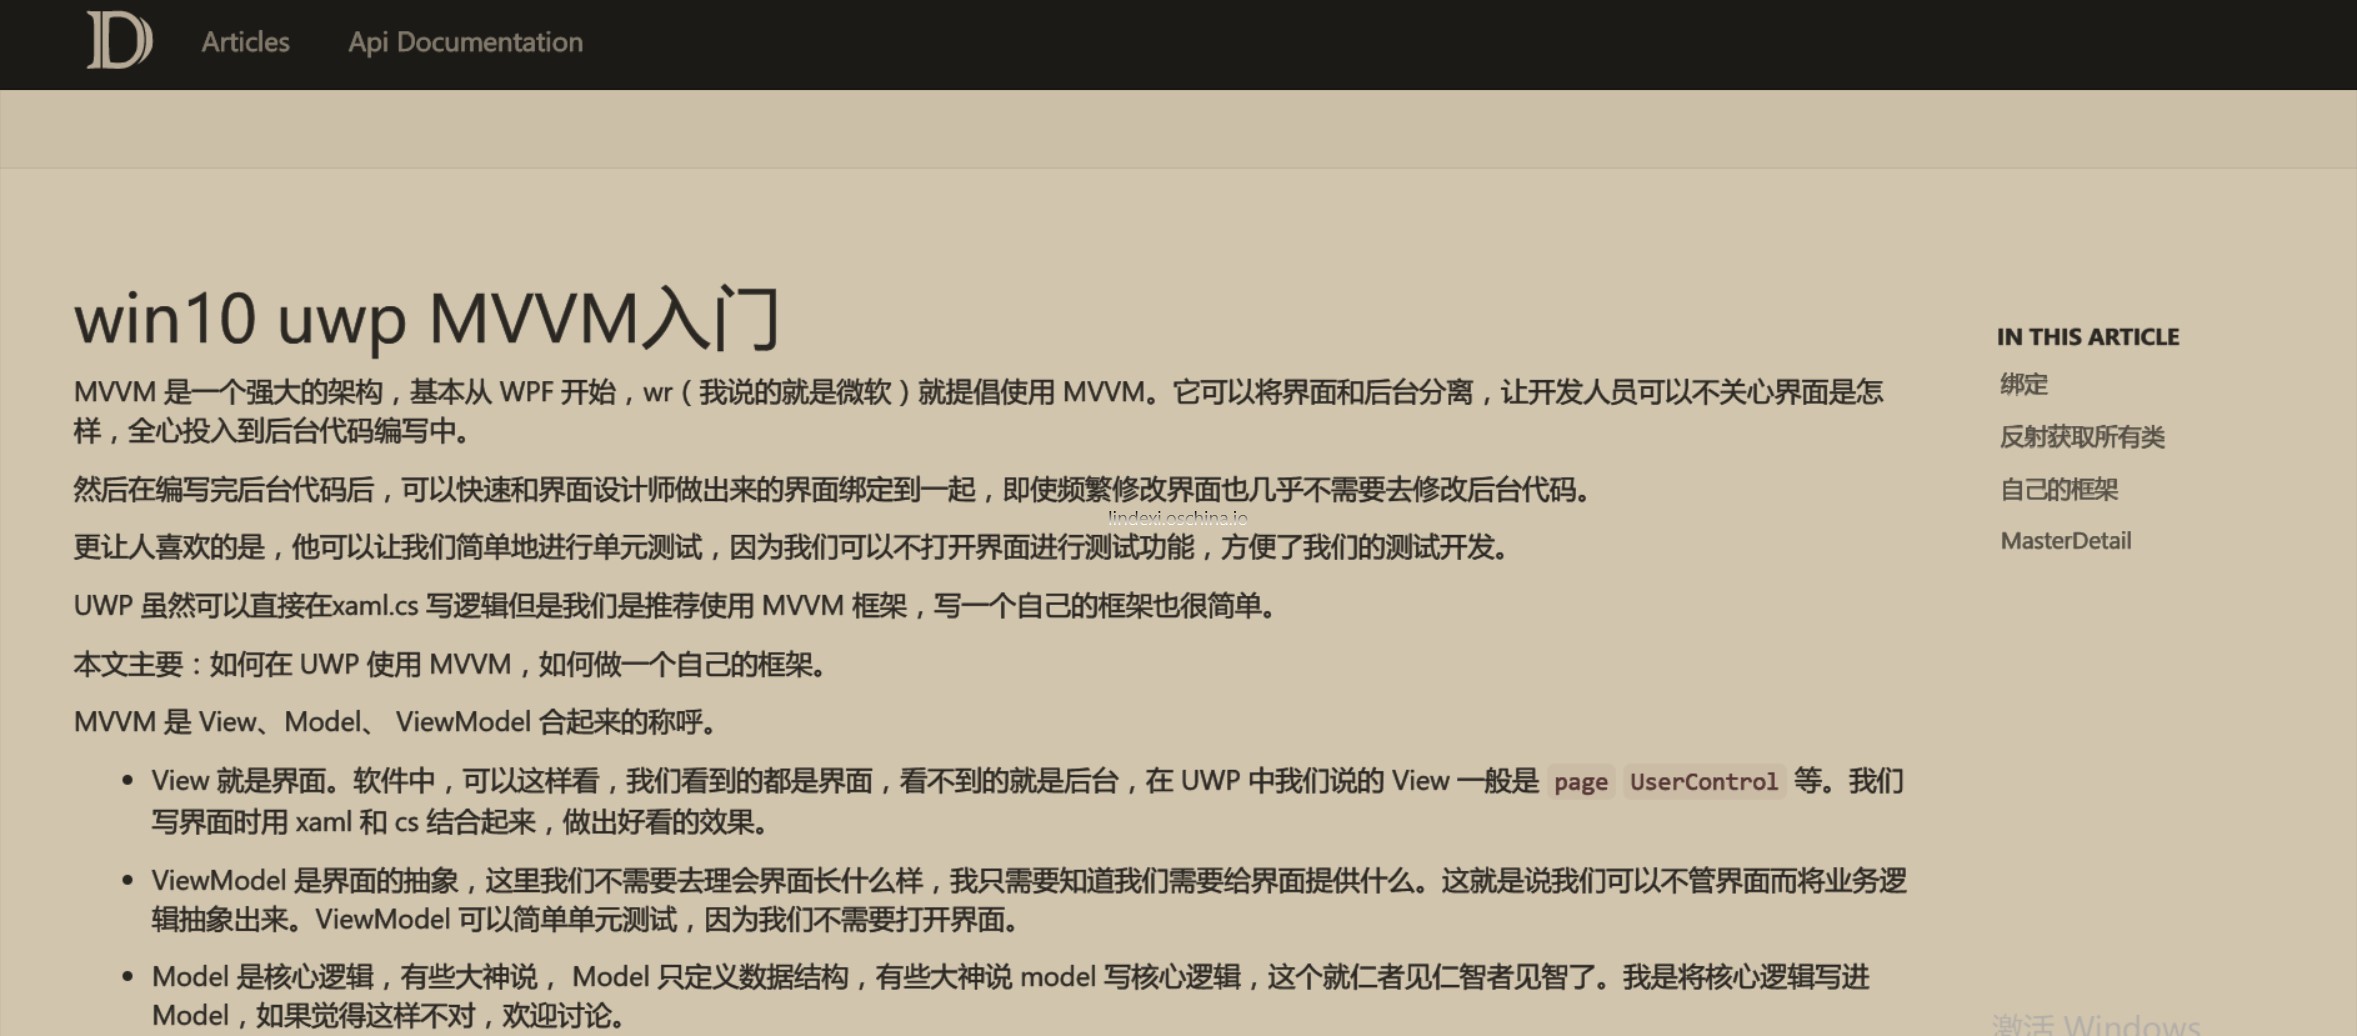 D
Articles
Api Documentation
win10 uwp MVVM入门
MVVM 是一个强大的架构，基本从 WPF 开始，wr（我说的就是微软）就提倡使用 MVVM。它可以将界面和后台分离，让开发人员可以不关心界面是怎
样，全心投入到后台代码编写中。
然后在编写完后台代码后，可以快速和界面设计师做出来的界面绑定到一起，即使频繁修改界面也几乎不需要去修改后台代码。
lindexi.oschina.io
更让人喜欢的是，他可以让我们简单地进行单元测试，因为我们可以不打开界面进行测试功能，方便了我们的测试开发。
UWP 虽然可以直接在xaml.cs 写逻辑但是我们是推荐使用 MVVM 框架，写一个自己的框架也很简单。
本文主要：如何在 UWP 使用 MVVM，如何做一个自己的框架。
MVVM 是 View、Model、 ViewModel 合起来的称呼。
• View 就是界面。软件中，可以这样看，我们看到的都是界面，看不到的就是后台，在 UWP 中我们说的 View 一般是 page UserControl 等。我们
写界面时用 xaml 和 cs 结合起来，做出好看的效果。
• ViewModel 是界面的抽象，这里我们不需要去理会界面长什么样，我只需要知道我们需要给界面提供什么。这就是说我们可以不管界面而将业务逻
辑抽象出来。ViewModel 可以简单单元测试，因为我们不需要打开界面。
• Model 是核心逻辑，有些大神说， Model 只定义数据结构，有些大神说 model 写核心逻辑，这个就仁者见仁智者见智了。我是将核心逻辑写进
Model，如果觉得这样不对，欢迎讨论。
IN THIS ARTICLE
绑定
反射获取所有类
自己的框架
MasterDetail
激活 Windows